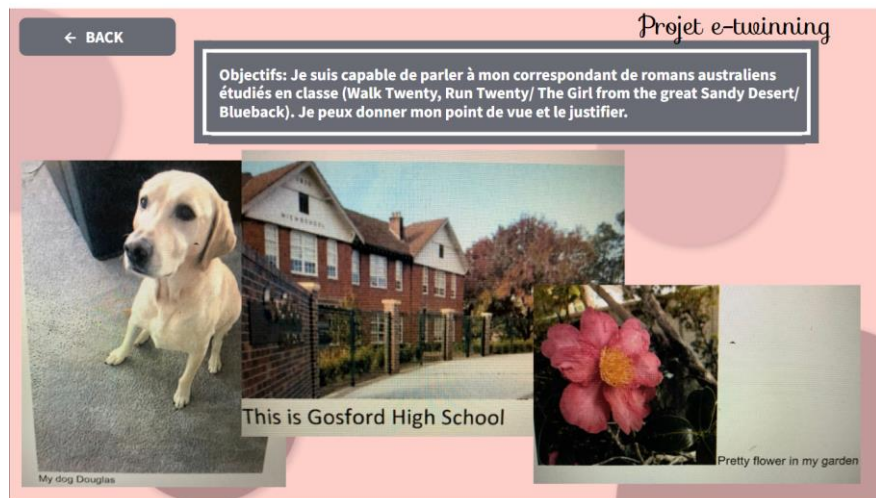 ← BACK
Projet e-twinning
Objectifs: Je suis capable de parler à mon correspondant de romans australiens
étudiés en classe (Walk Twenty, Run Twenty/ The Girl from the great Sandy Desert/
Blueback). Je peux donner mon point de vue et le justifier.
This is Gosford High School
Pretty flower in my garden
My dog Douglas